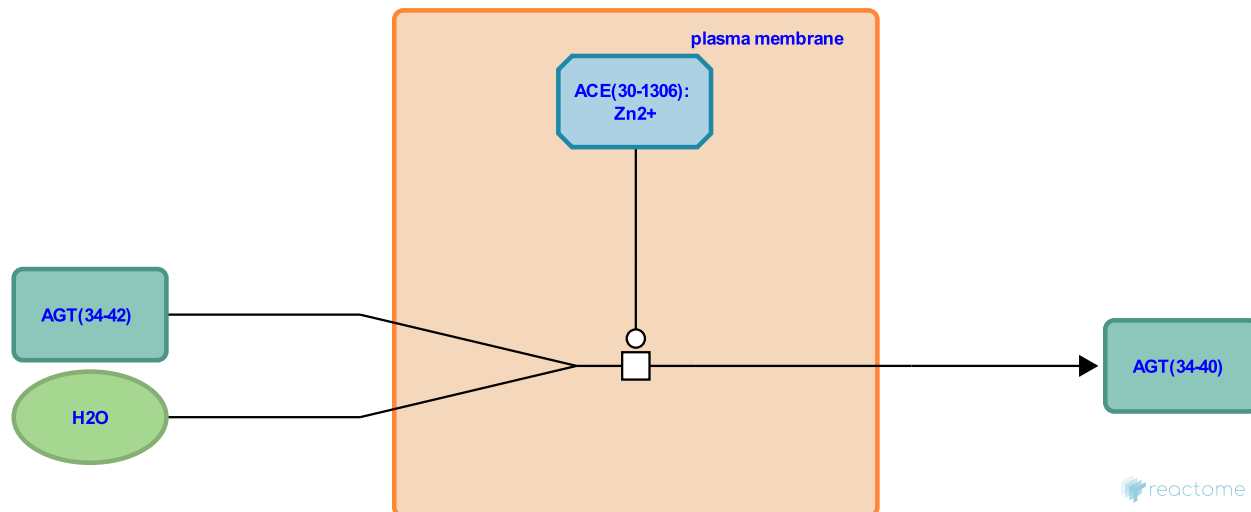 plasma membrane
ACE(30-1306):
Zn2+
AGT(34-42)
H2O
AGT(34-40)
reactome